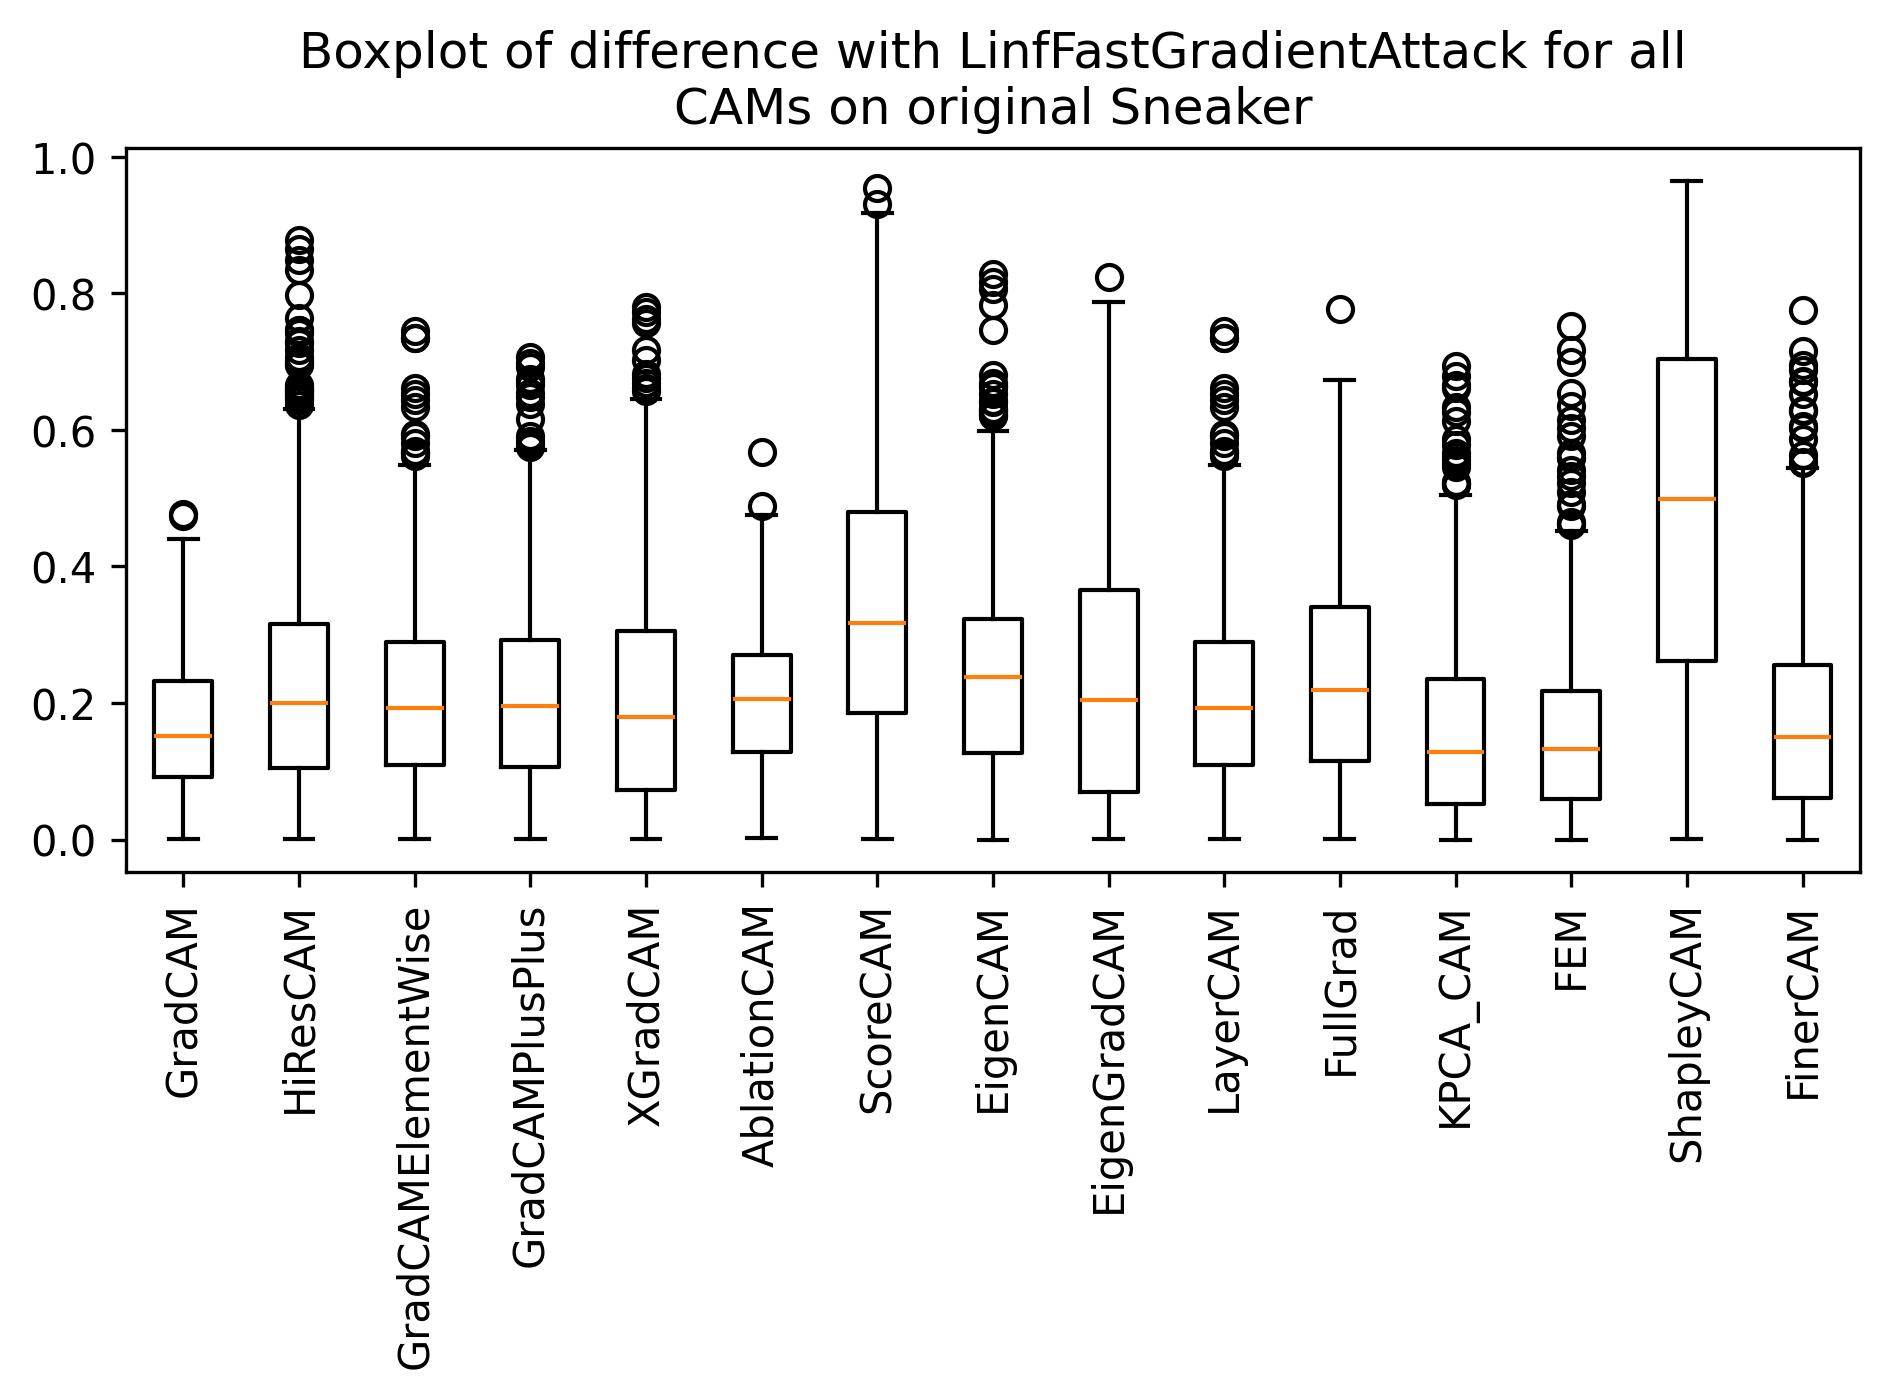 Boxplot of difference with LinfFastGradientAttack for all
CAMs on original Sneaker
1.0
0.8
0.6
0.4
0.2
0.0
GradCAM
HiResCAM
GradCAMElementWise
GradCAMPlusPlus
XGradCAM
AblationCAM
ScoreCAM
EigenCAM
EigenGradCAM
LayerCAM
FullGrad
KPCA_CAM
FEM
ShapleyCAM
FinerCAM